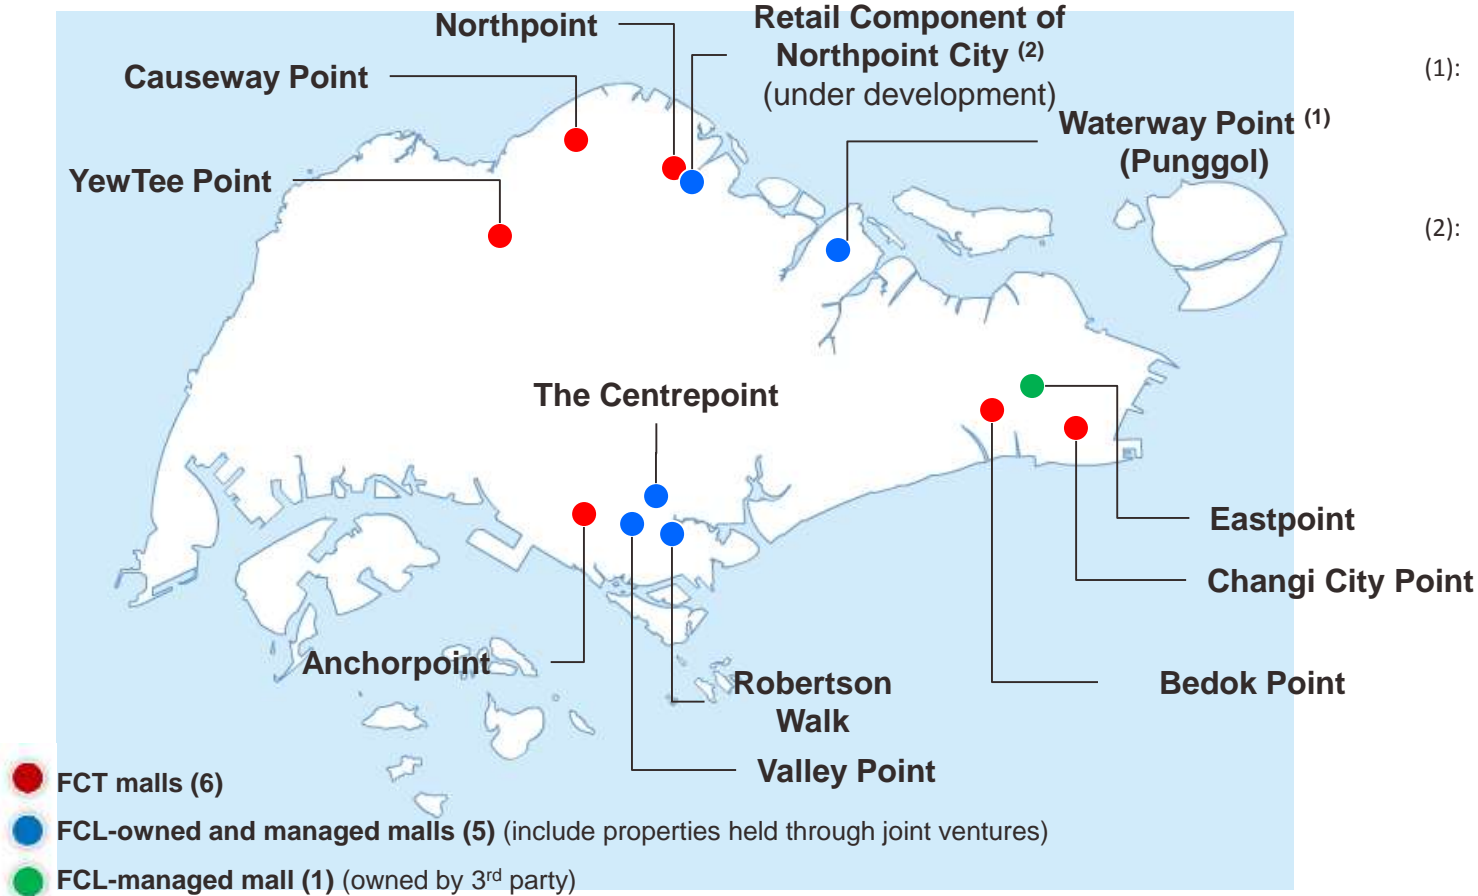 Northpoint
Retail Component of
Northpoint City (2)
(under development)
Causeway Point
(1):
Waterway Point (1)
(Punggol)
YewTee Point
(2):
The Centrepoint
Eastpoint
Changi City Point
Anchorpoint
Robertson
Walk
Bedok Point
Valley Point
FCT malls (6)
FCL-owned and managed malls (5) (include properties held through joint ventures)
FCL-managed mall (1) (owned by 3rd party)